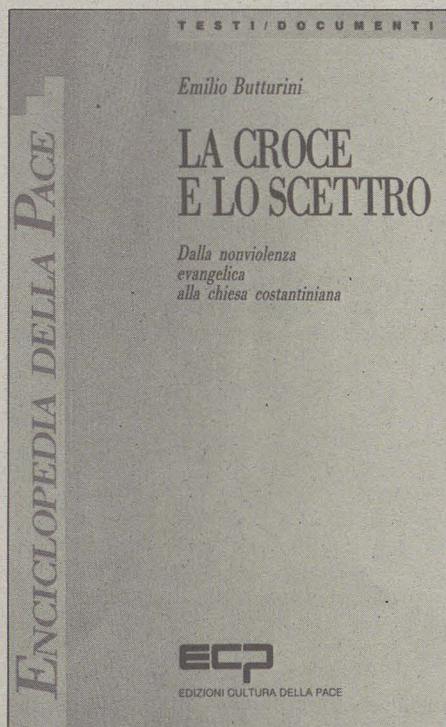 TESTI/DOCUMENTI
Emilio Butturini
LA CROCE
E LO SCETTRO
Dalla nonviolenza
evangelica
alla chiesa costantiniana
ENCICLOPEDIA DELLA PACE
ECP
EDIZIONI CULTURA DELLA PACE